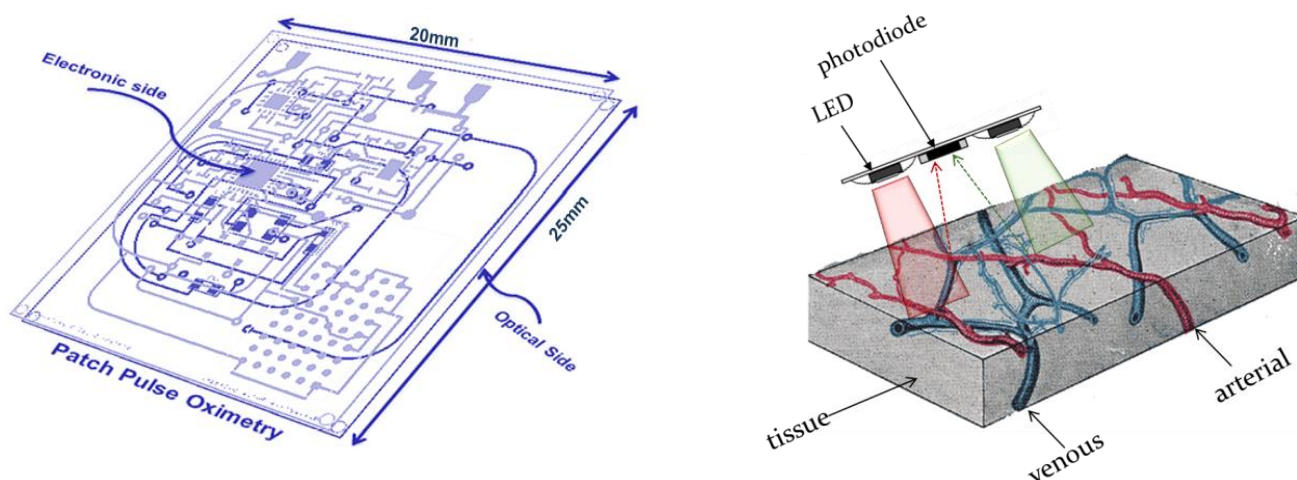 20mm
Electronic side
25mm
Optical Side
Patch Pulse Oximetry
photodiode
LED
tissue
venous
arterial